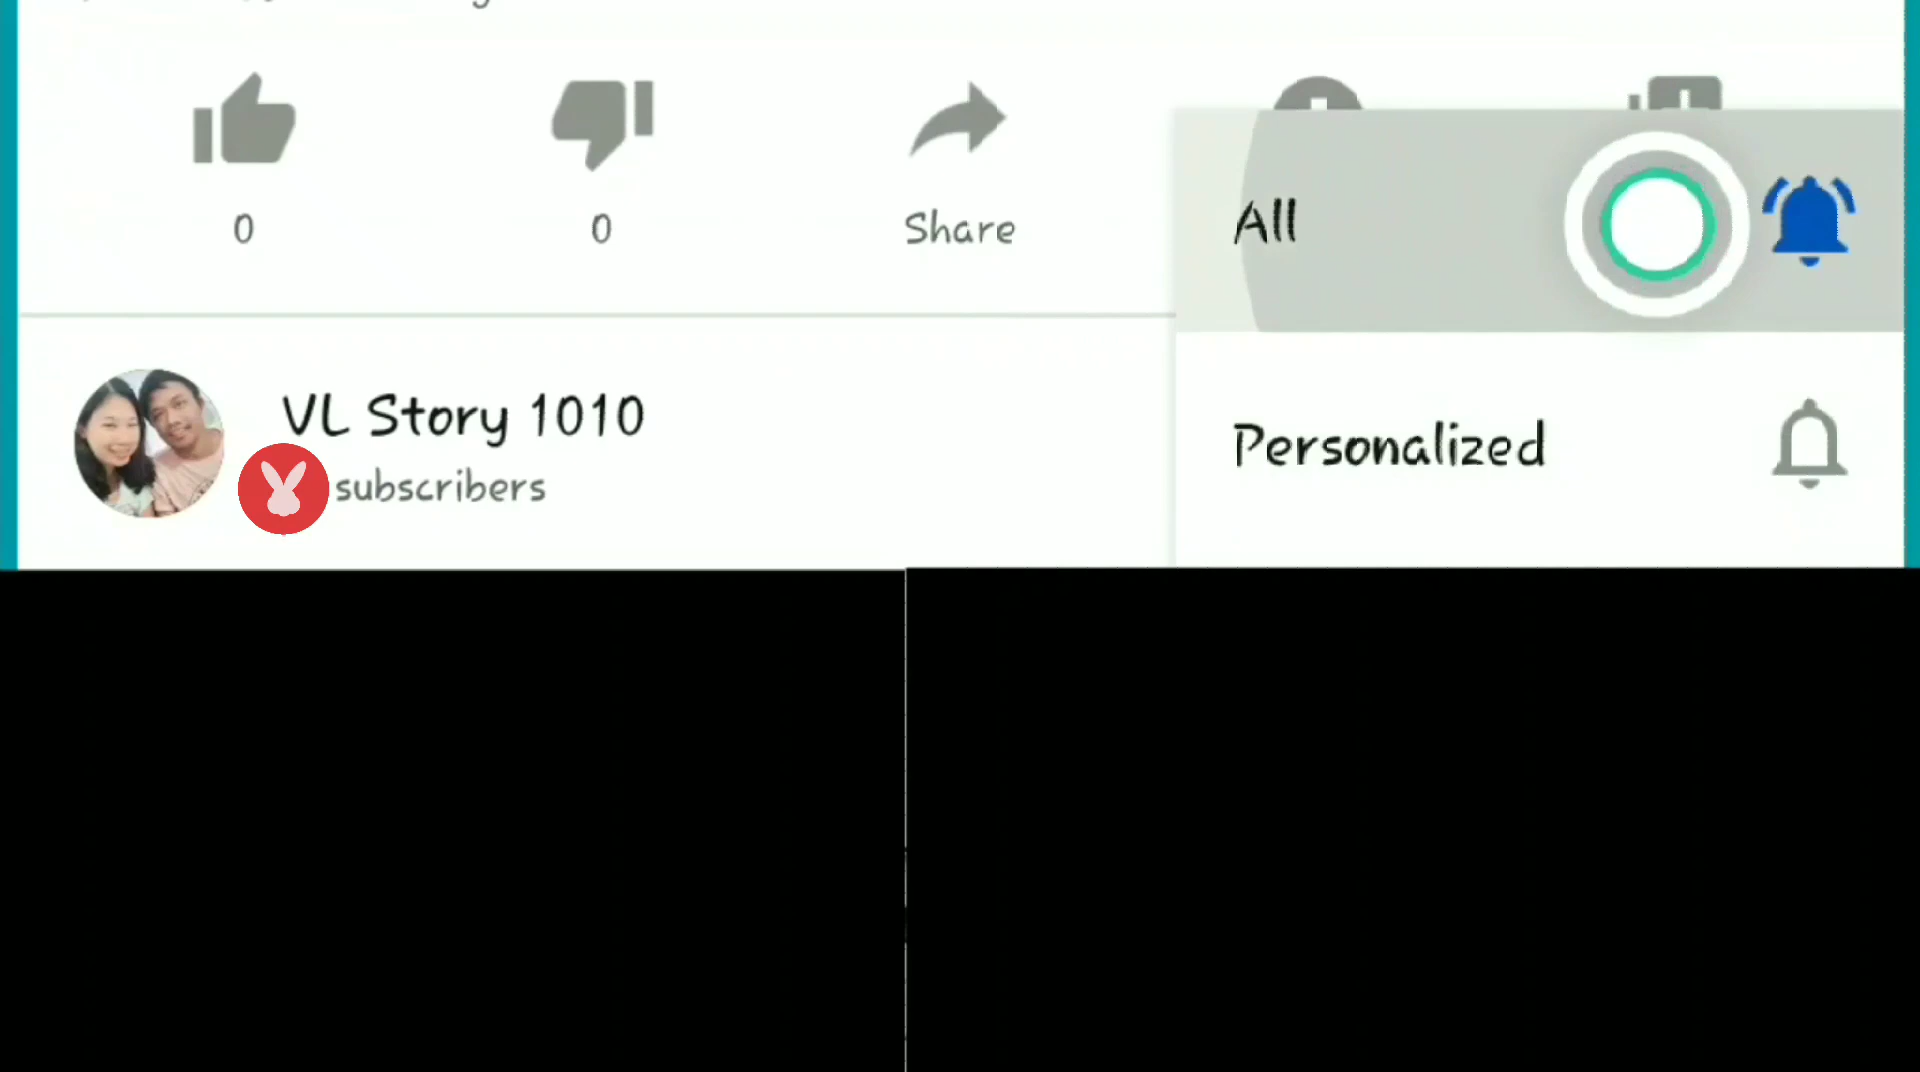 0
0
Share
All
VL Story 1010
subscribers
Personalized